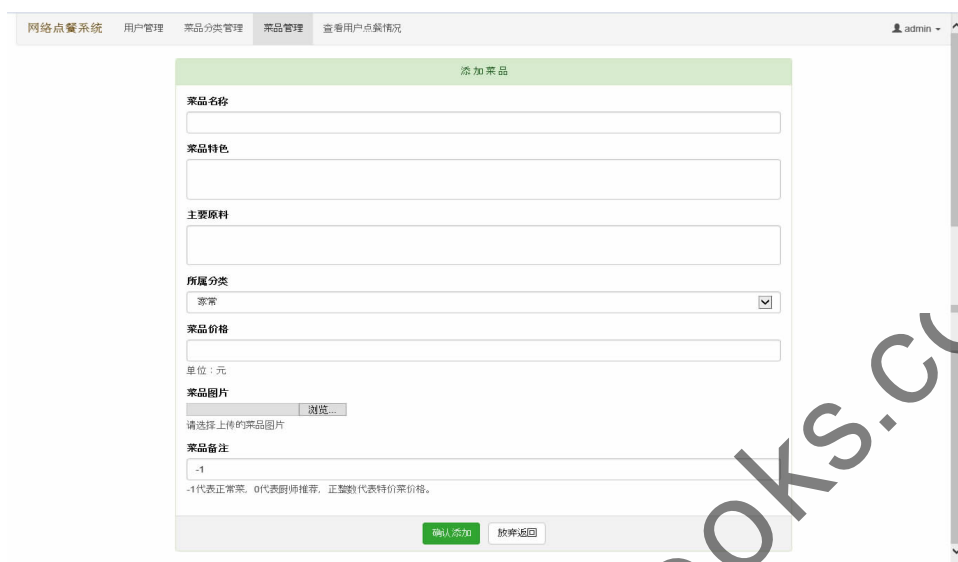 网络点餐系统 用户管理 菜品分类管理 菜品管理 查看用户点餐情况 admin
添加菜品
菜品名称
菜品特色
主要原料
所属分类
家常
菜品价格
单位：元
菜品图片
浏览...
请选择上传的菜品图片
菜品备注
-1
-1代表正常菜，0代表厨师推荐，正整数代表特价菜价格。
确认添加 放弃返回
ooks.co